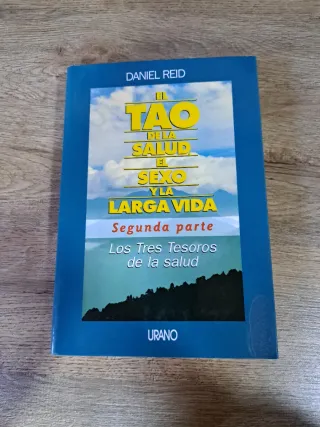 DANIEL REID
EL
TAO
DE LA
SALUD
EL
SEXO
Y LA
LARGA VIDA
Segunda parte
Los Tres Tesoros
de la salud
URANO